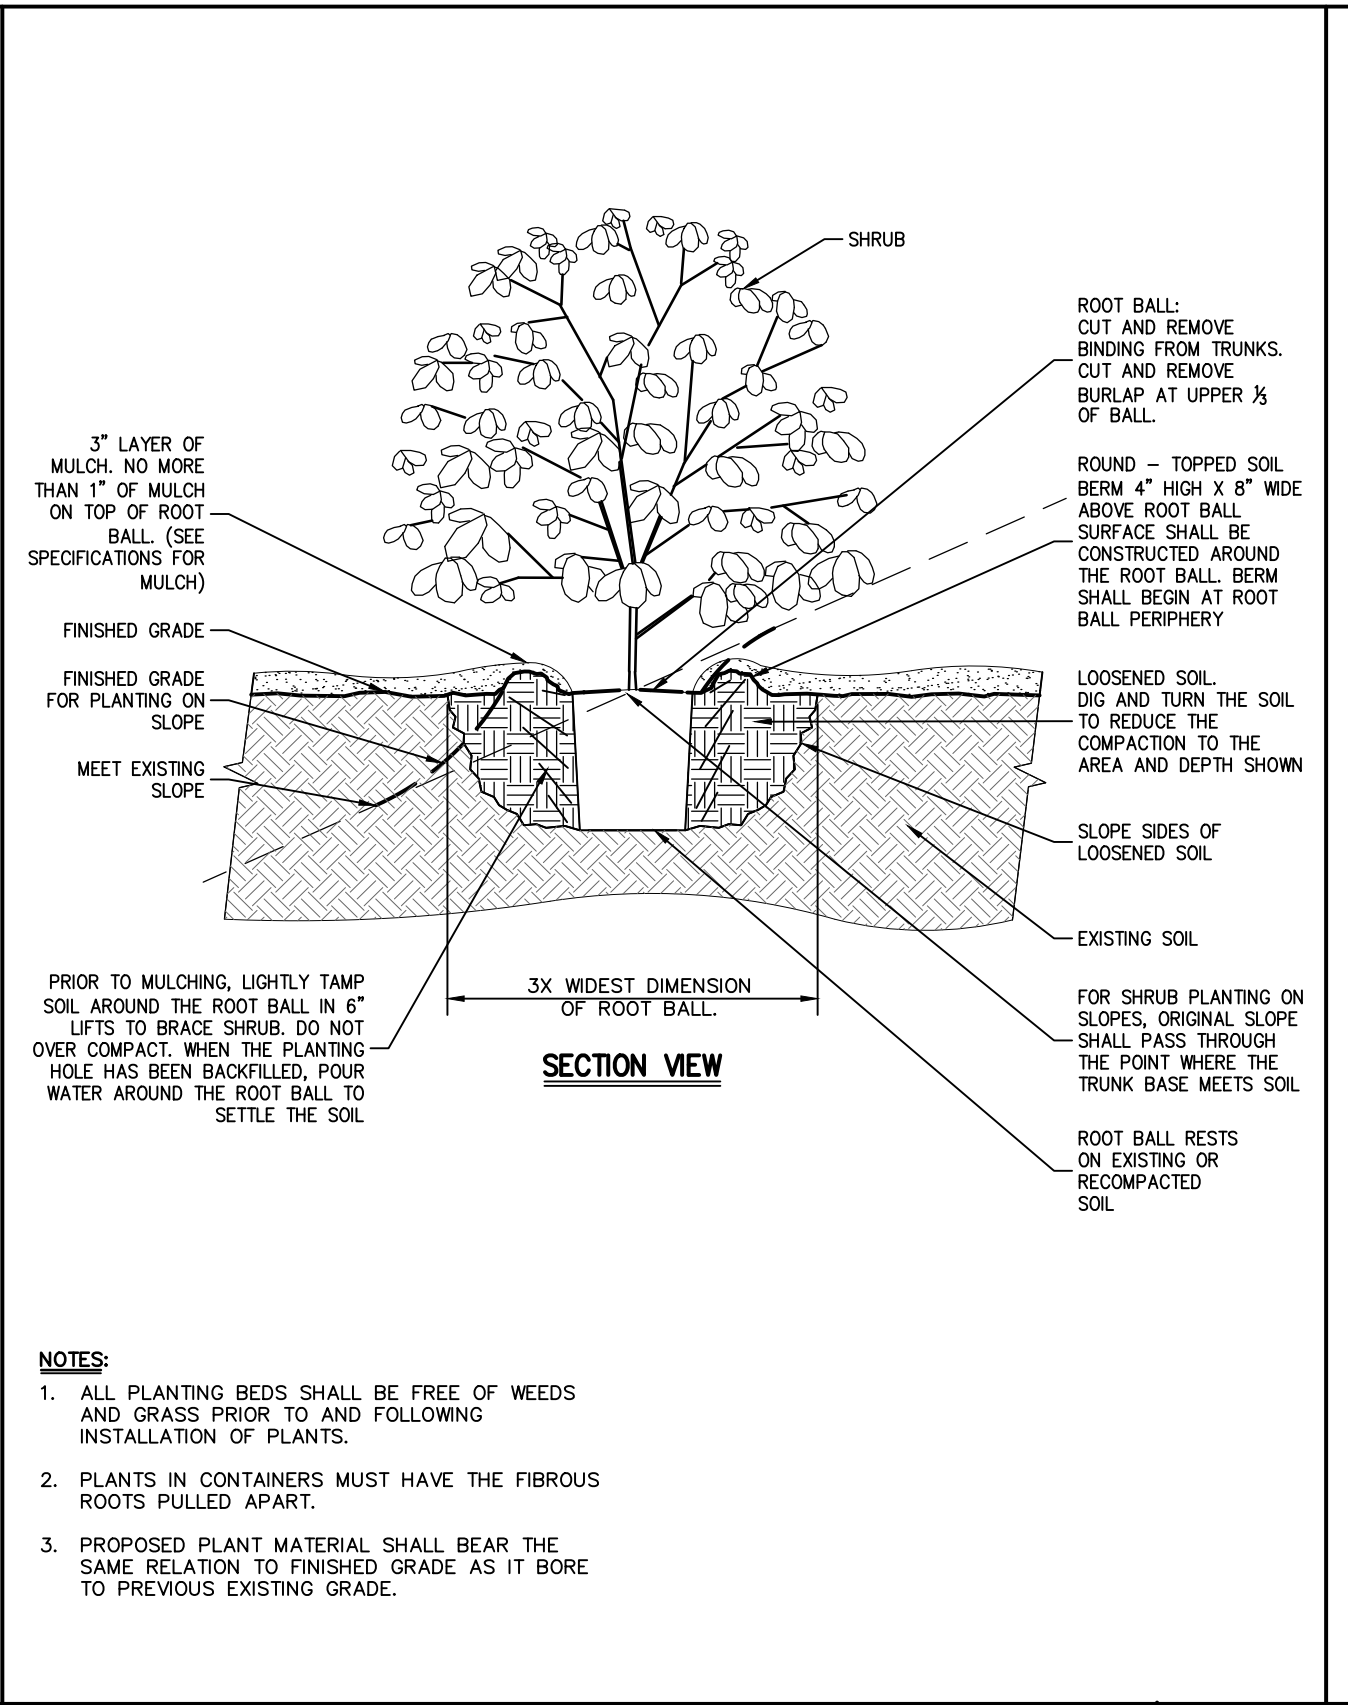 SHRUB
ROOT BALL:
CUT AND REMOVE
BINDING FROM TRUNKS.
CUT AND REMOVE
BURLAP AT UPPER ⅓
OF BALL.
3" LAYER OF
MULCH. NO MORE
THAN 1" OF MULCH
ON TOP OF ROOT
BALL. (SEE
SPECIFICATIONS FOR
MULCH)
ROUND – TOPPED SOIL
BERM 4" HIGH X 8" WIDE
ABOVE ROOT BALL
SURFACE SHALL BE
CONSTRUCTED AROUND
THE ROOT BALL. BERM
SHALL BEGIN AT ROOT
BALL PERIPHERY
FINISHED GRADE
FINISHED GRADE
FOR PLANTING ON
SLOPE
MEET EXISTING
SLOPE
LOOSENED SOIL.
DIG AND TURN THE SOIL
TO REDUCE THE
COMPACTION TO THE
AREA AND DEPTH SHOWN
SLOPE SIDES OF
LOOSENED SOIL
EXISTING SOIL
PRIOR TO MULCHING, LIGHTLY TAMP
SOIL AROUND THE ROOT BALL IN 6"
LIFTS TO BRACE SHRUB. DO NOT
OVER COMPACT. WHEN THE PLANTING
HOLE HAS BEEN BACKFILLED, POUR
WATER AROUND THE ROOT BALL TO
SETTLE THE SOIL
3X WIDEST DIMENSION
OF ROOT BALL.
SECTION VIEW
FOR SHRUB PLANTING ON
SLOPES, ORIGINAL SLOPE
SHALL PASS THROUGH
THE POINT WHERE THE
TRUNK BASE MEETS SOIL
ROOT BALL RESTS
ON EXISTING OR
RECOMPACTED
SOIL
NOTES:
1. ALL PLANTING BEDS SHALL BE FREE OF WEEDS
AND GRASS PRIOR TO AND FOLLOWING
INSTALLATION OF PLANTS.
2. PLANTS IN CONTAINERS MUST HAVE THE FIBROUS
ROOTS PULLED APART.
3. PROPOSED PLANT MATERIAL SHALL BEAR THE
SAME RELATION TO FINISHED GRADE AS IT BORE
TO PREVIOUS EXISTING GRADE.